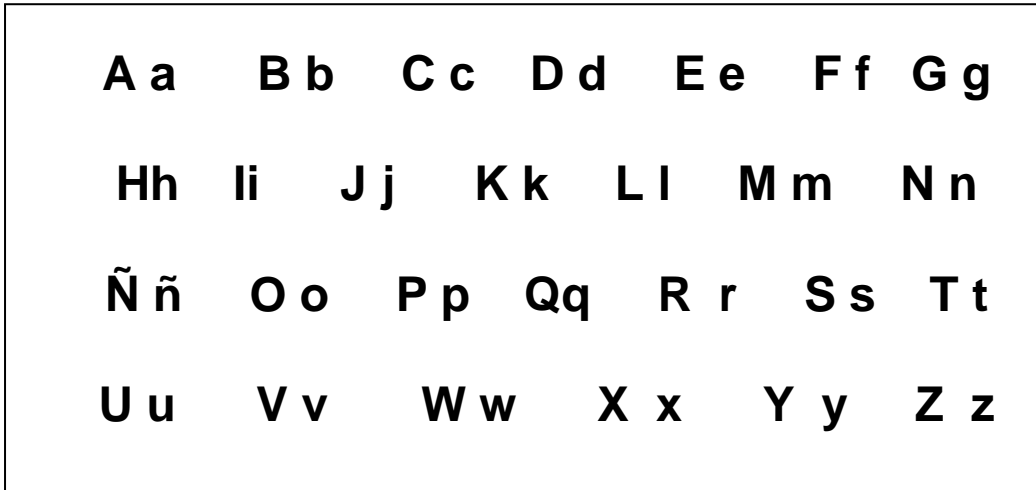 A a B b C c D d E e F f G g
Hh Ii J j K k L l M m N n
Ñ ñ O o P p Qq R r S s T t
U u V v W w X x Y y Z z